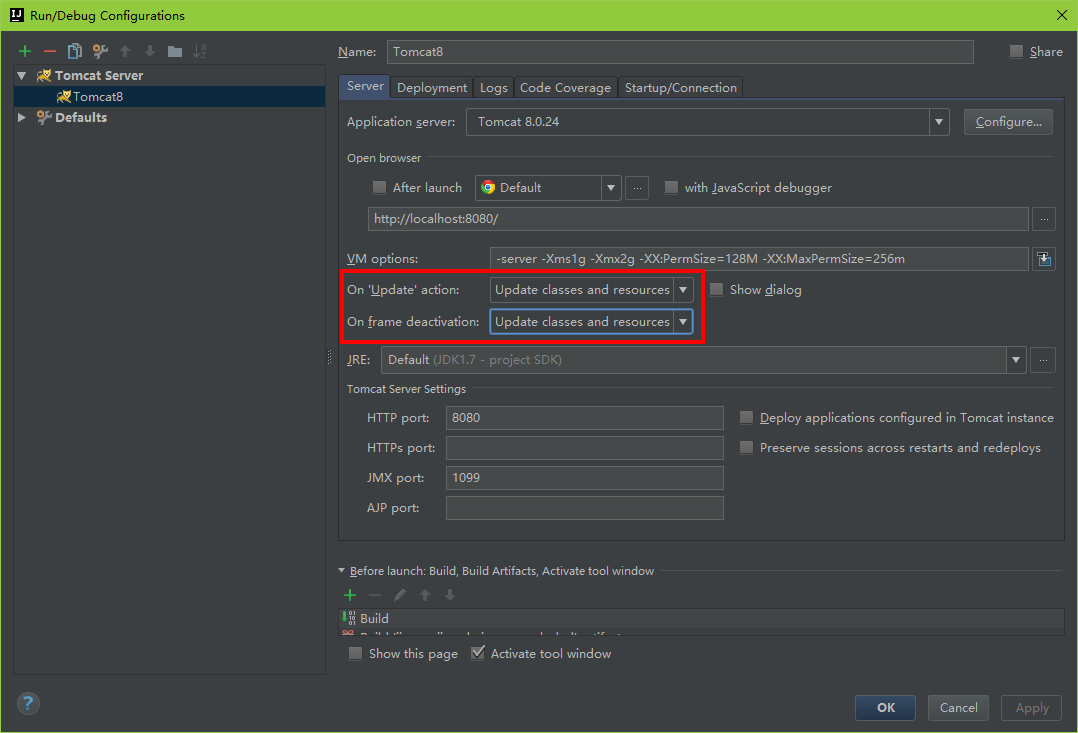 Run/Debug Configurations
Name: Tomcat8 Share
Tomcat Server
Tomcat8
Defaults
Server Deployment Logs Code Coverage Startup/Connection
Application server: Tomcat 8.0.24 Configure...
Open browser
After launch Default ... with JavaScript debugger
http://localhost:8080/ ...
VM options: -server -Xms1g -Xmx2g -XX:PermSize=128M -XX:MaxPermSize=256m
On 'Update' action: Update classes and resources Show dialog
On frame deactivation: Update classes and resources
JRE: Default (JDK1.7 - project SDK) ...
Tomcat Server Settings
HTTP port: 8080 Deploy applications configured in Tomcat instance
HTTPs port: Preserve sessions across restarts and redeploys
JMX port: 1099
AJP port:
Before launch: Build, Build Artifacts, Activate tool window
Build
Show this page Activate tool window
OK Cancel Apply